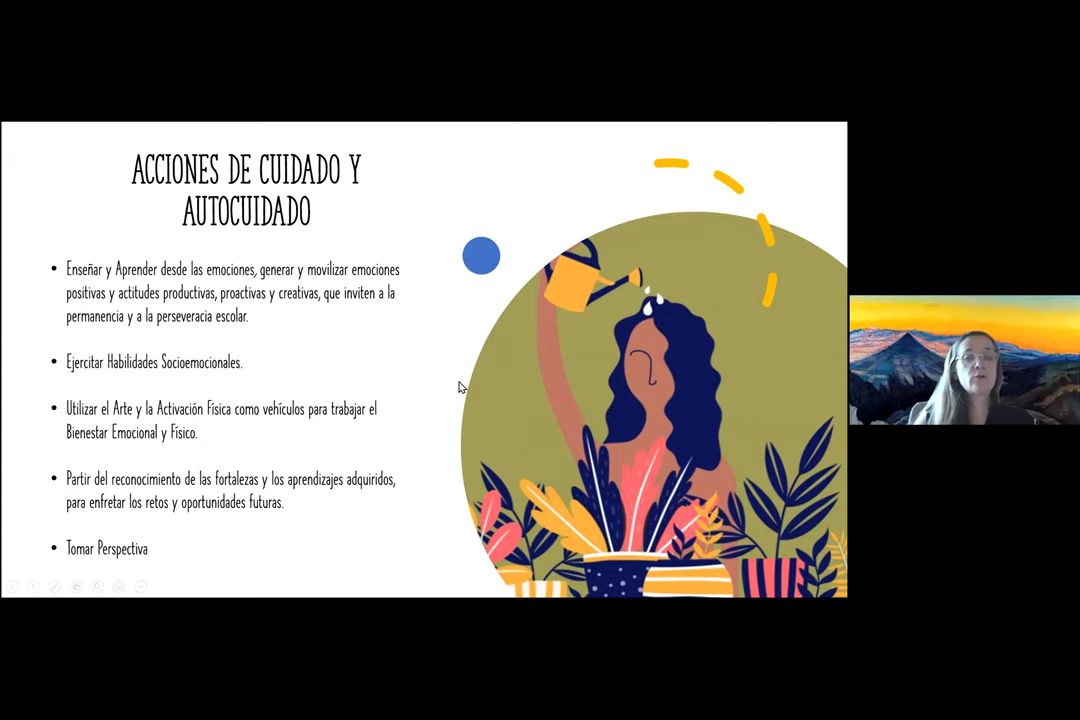 ACCIONES DE CUIDADO Y
AUTOCUIDADO
• Enseñar y Aprender desde las emociones, generar y movilizar emociones
positivas y actitudes productivas, proactivas y creativas, que inviten a la
permanencia y a la perseveracia escolar.
• Ejercitar Habilidades Socioemocionales.
• Utilizar el Arte y la Activación Física como vehículos para trabajar el
Bienestar Emocional y Físico.
• Partir del reconocimiento de las fortalezas y los aprendizajes adquiridos,
para enfretar los retos y oportunidades futuras.
• Tomar Perspectiva